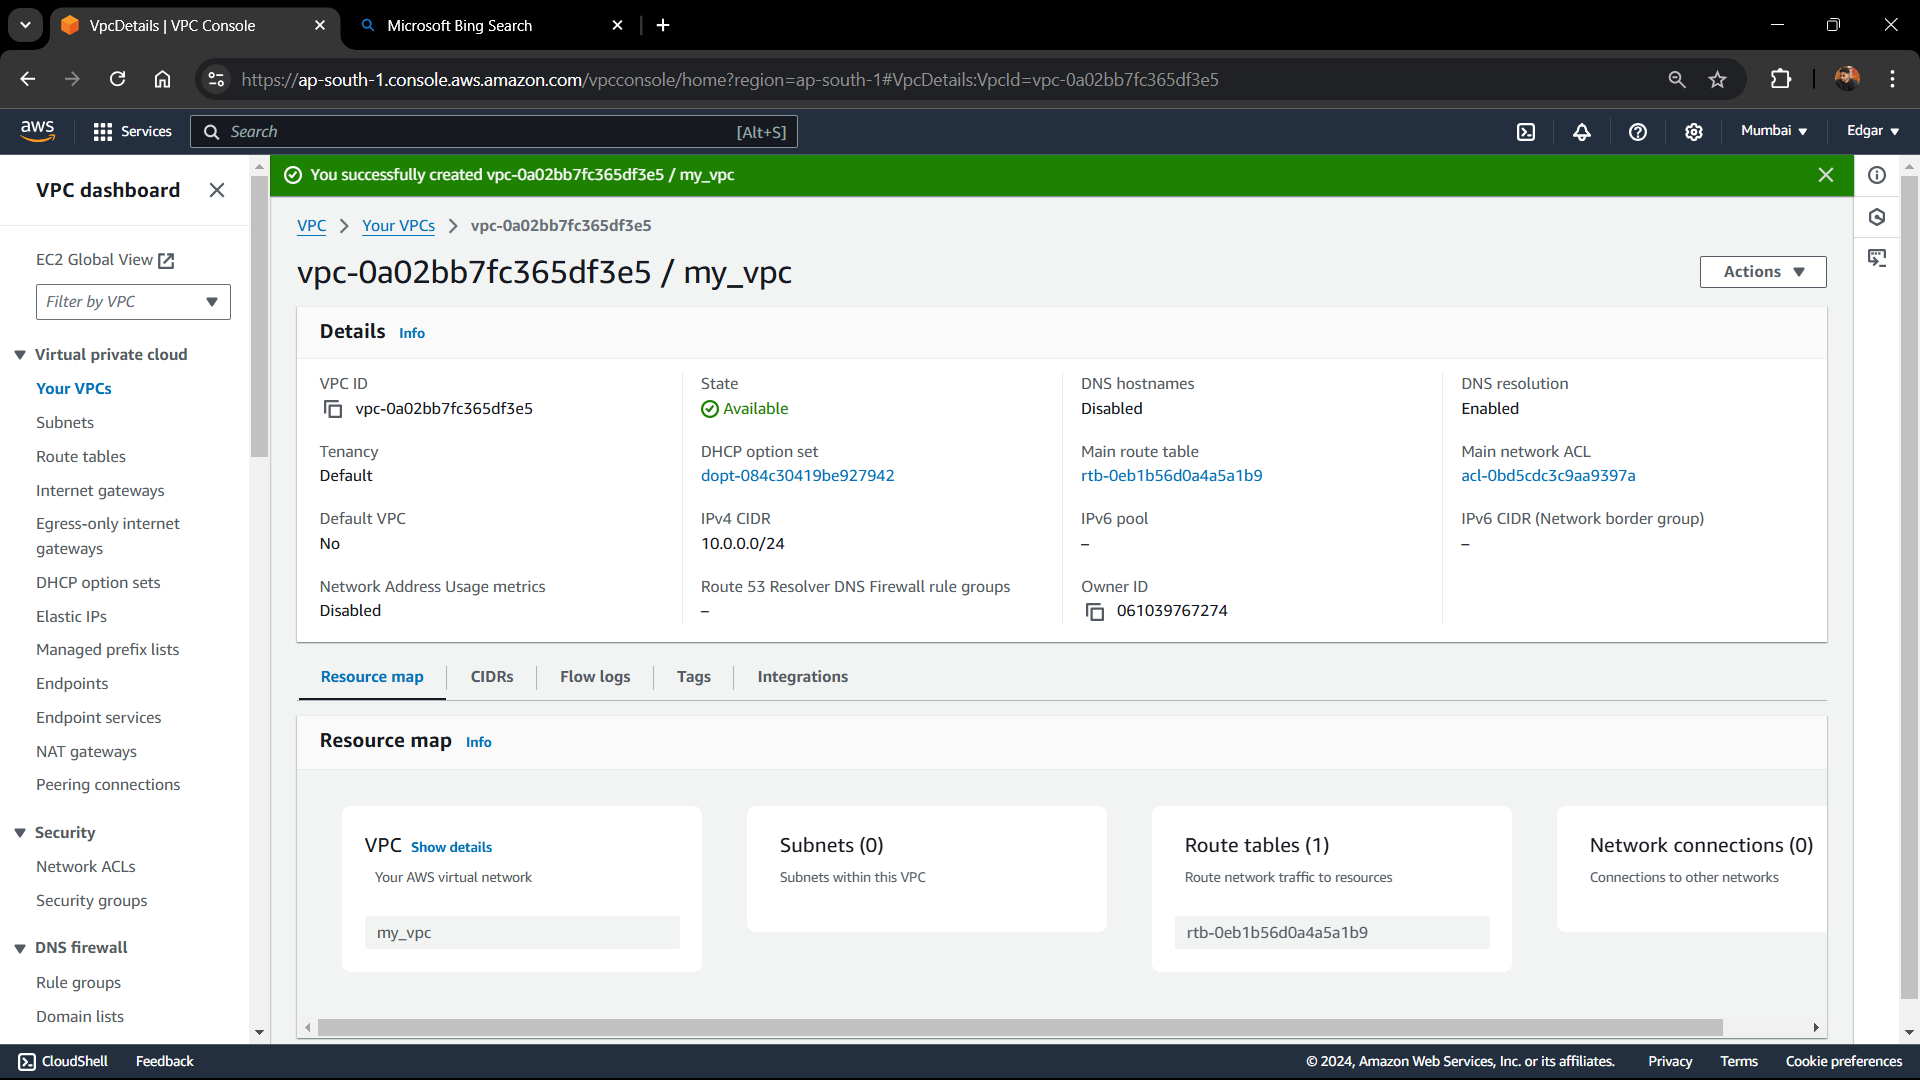 VpcDetails | VPC Console
Microsoft Bing Search
https://ap-south-1.console.aws.amazon.com/vpcconsole/home?region=ap-south-1#VpcDetails:VpcId=vpc-0a02bb7fc365df3e5
aws
Services
Search
[Alt+S]
Mumbai
Edgar
VPC dashboard
EC2 Global View
Filter by VPC
Virtual private cloud
Your VPCs
Subnets
Route tables
Internet gateways
Egress-only internet
gateways
DHCP option sets
Elastic IPs
Managed prefix lists
Endpoints
Endpoint services
NAT gateways
Peering connections
Security
Network ACLs
Security groups
DNS firewall
Rule groups
Domain lists
You successfully created vpc-0a02bb7fc365df3e5 / my_vpc
VPC
Your VPCs
vpc-0a02bb7fc365df3e5
vpc-0a02bb7fc365df3e5 / my_vpc
Actions
Details Info
VPC ID
vpc-0a02bb7fc365df3e5
State
Available
DNS hostnames
Disabled
DNS resolution
Enabled
Tenancy
Default
DHCP option set
dopt-084c30419be927942
Main route table
rtb-0eb1b56d0a4a5a1b9
Main network ACL
acl-0bd5cdc3c9aa9397a
Default VPC
No
IPv4 CIDR
10.0.0.0/24
IPv6 pool
–
IPv6 CIDR (Network border group)
–
Network Address Usage metrics
Disabled
Route 53 Resolver DNS Firewall rule groups
–
Owner ID
061039767274
Resource map
CIDRs
Flow logs
Tags
Integrations
Resource map Info
VPC Show details
Your AWS virtual network
my_vpc
Subnets (0)
Subnets within this VPC
Route tables (1)
Route network traffic to resources
rtb-0eb1b56d0a4a5a1b9
Network connections (0)
Connections to other networks
CloudShell
Feedback
© 2024, Amazon Web Services, Inc. or its affiliates.
Privacy
Terms
Cookie preferences